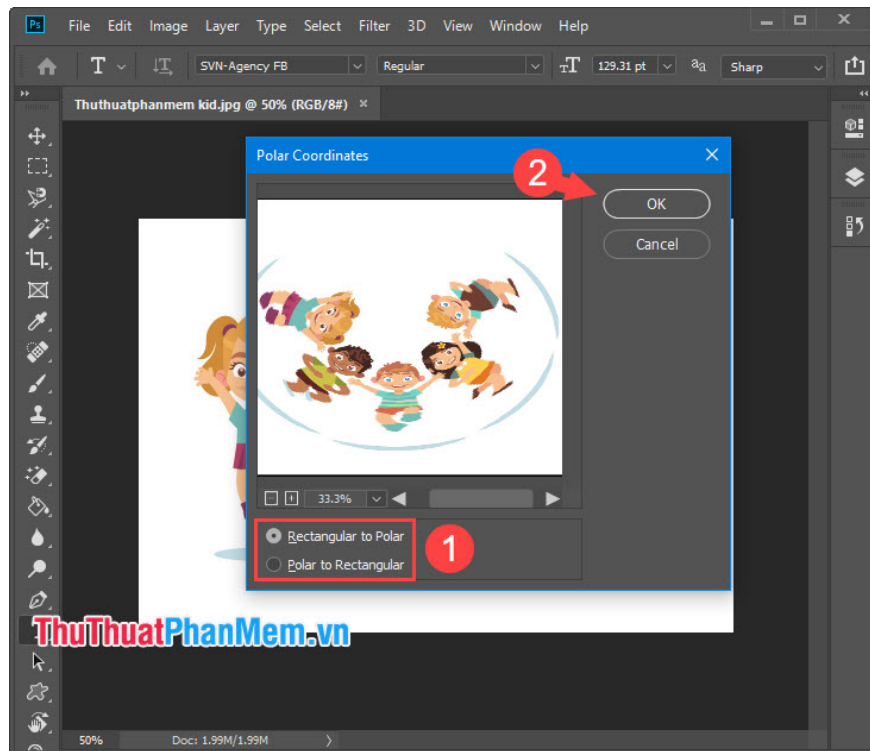 Ps File Edit Image Layer Type Select Filter 3D View Window Help
T T SVN-Agency FB Regular TT 129.31 pt aa Sharp
Thuthuatphanmem kid.jpg @ 50% (RGB/8#) ×
Polar Coordinates
2
OK
Cancel
33.3%
Rectangular to Polar
1
Polar to Rectangular
ThuThuatPhanMem.vn
50% Doc: 1.99M/1.99M